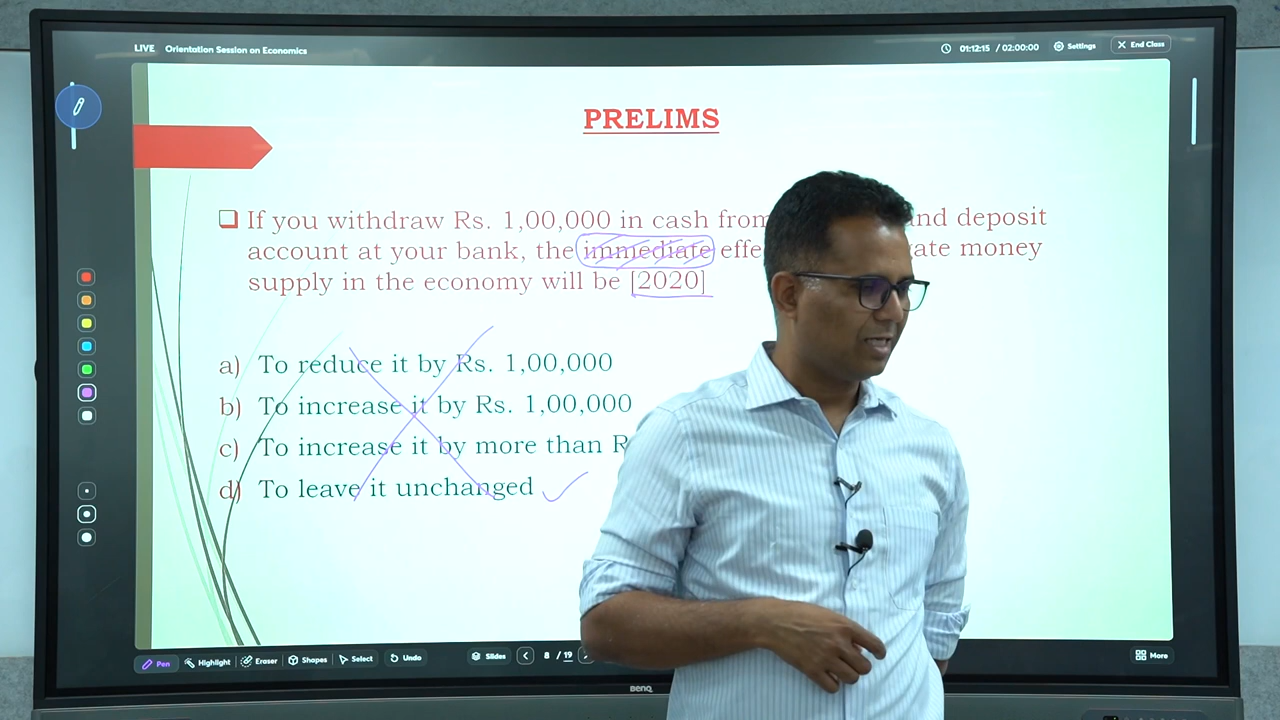 LIVE Orientation Session on Economics
01:12:15 / 02:00:00 Settings End Class
PRELIMS
If you withdraw Rs. 1,00,000 in cash from nd deposit
account at your bank, the immediate effe gate money
supply in the economy will be [2020]
a) To reduce it by Rs. 1,00,000
b) To increase it by Rs. 1,00,000
c) To increase it by more than R
d) To leave it unchanged
Pen Highlight Eraser Shapes Select Undo Slides 8 / 19 More
BenQ